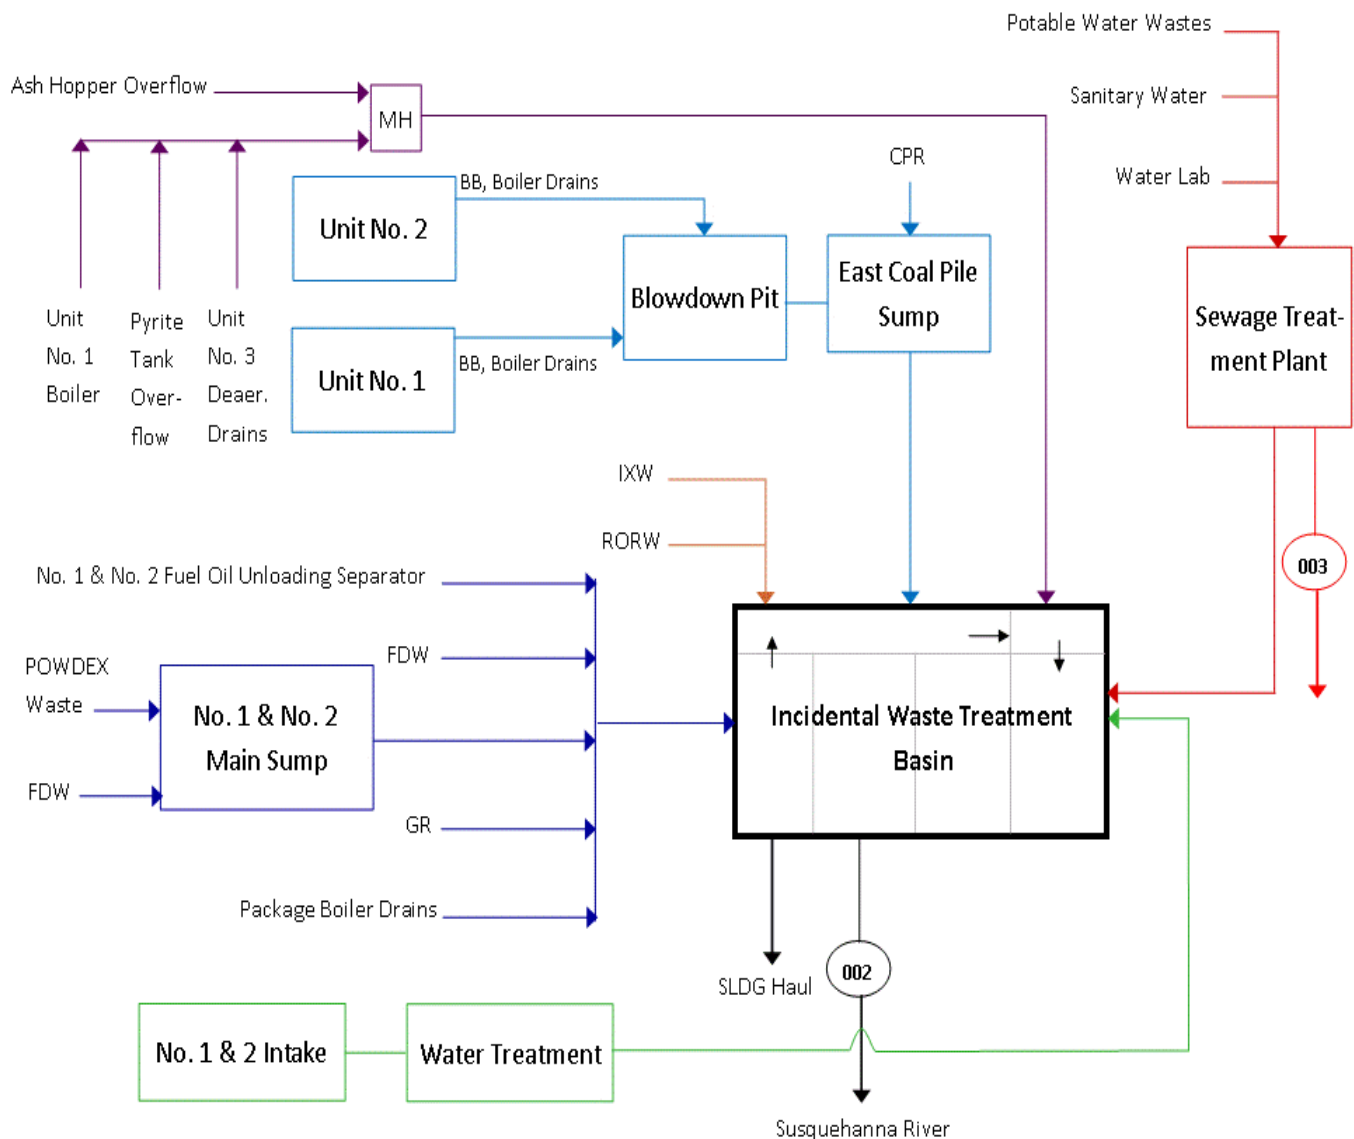 Potable Water Wastes
Ash Hopper Overflow
Sanitary Water
MH
CPR
Water Lab
BB, Boiler Drains
Unit No. 2
East Coal Pile
Sump
Blowdown Pit
Unit
No. 1
Boiler
Pyrite
Tank
Over-
flow
Unit
No. 3
Deaer.
Drains
Sewage Treat-
ment Plant
BB, Boiler Drains
Unit No. 1
IXW
RORW
003
No. 1 & No. 2 Fuel Oil Unloading Separator
FDW
POWDEX
Waste
No. 1 & No. 2
Main Sump
Incidental Waste Treatment
Basin
FDW
GR
Package Boiler Drains
002
SLDG Haul
No. 1 & 2 Intake
Water Treatment
Susquehanna River